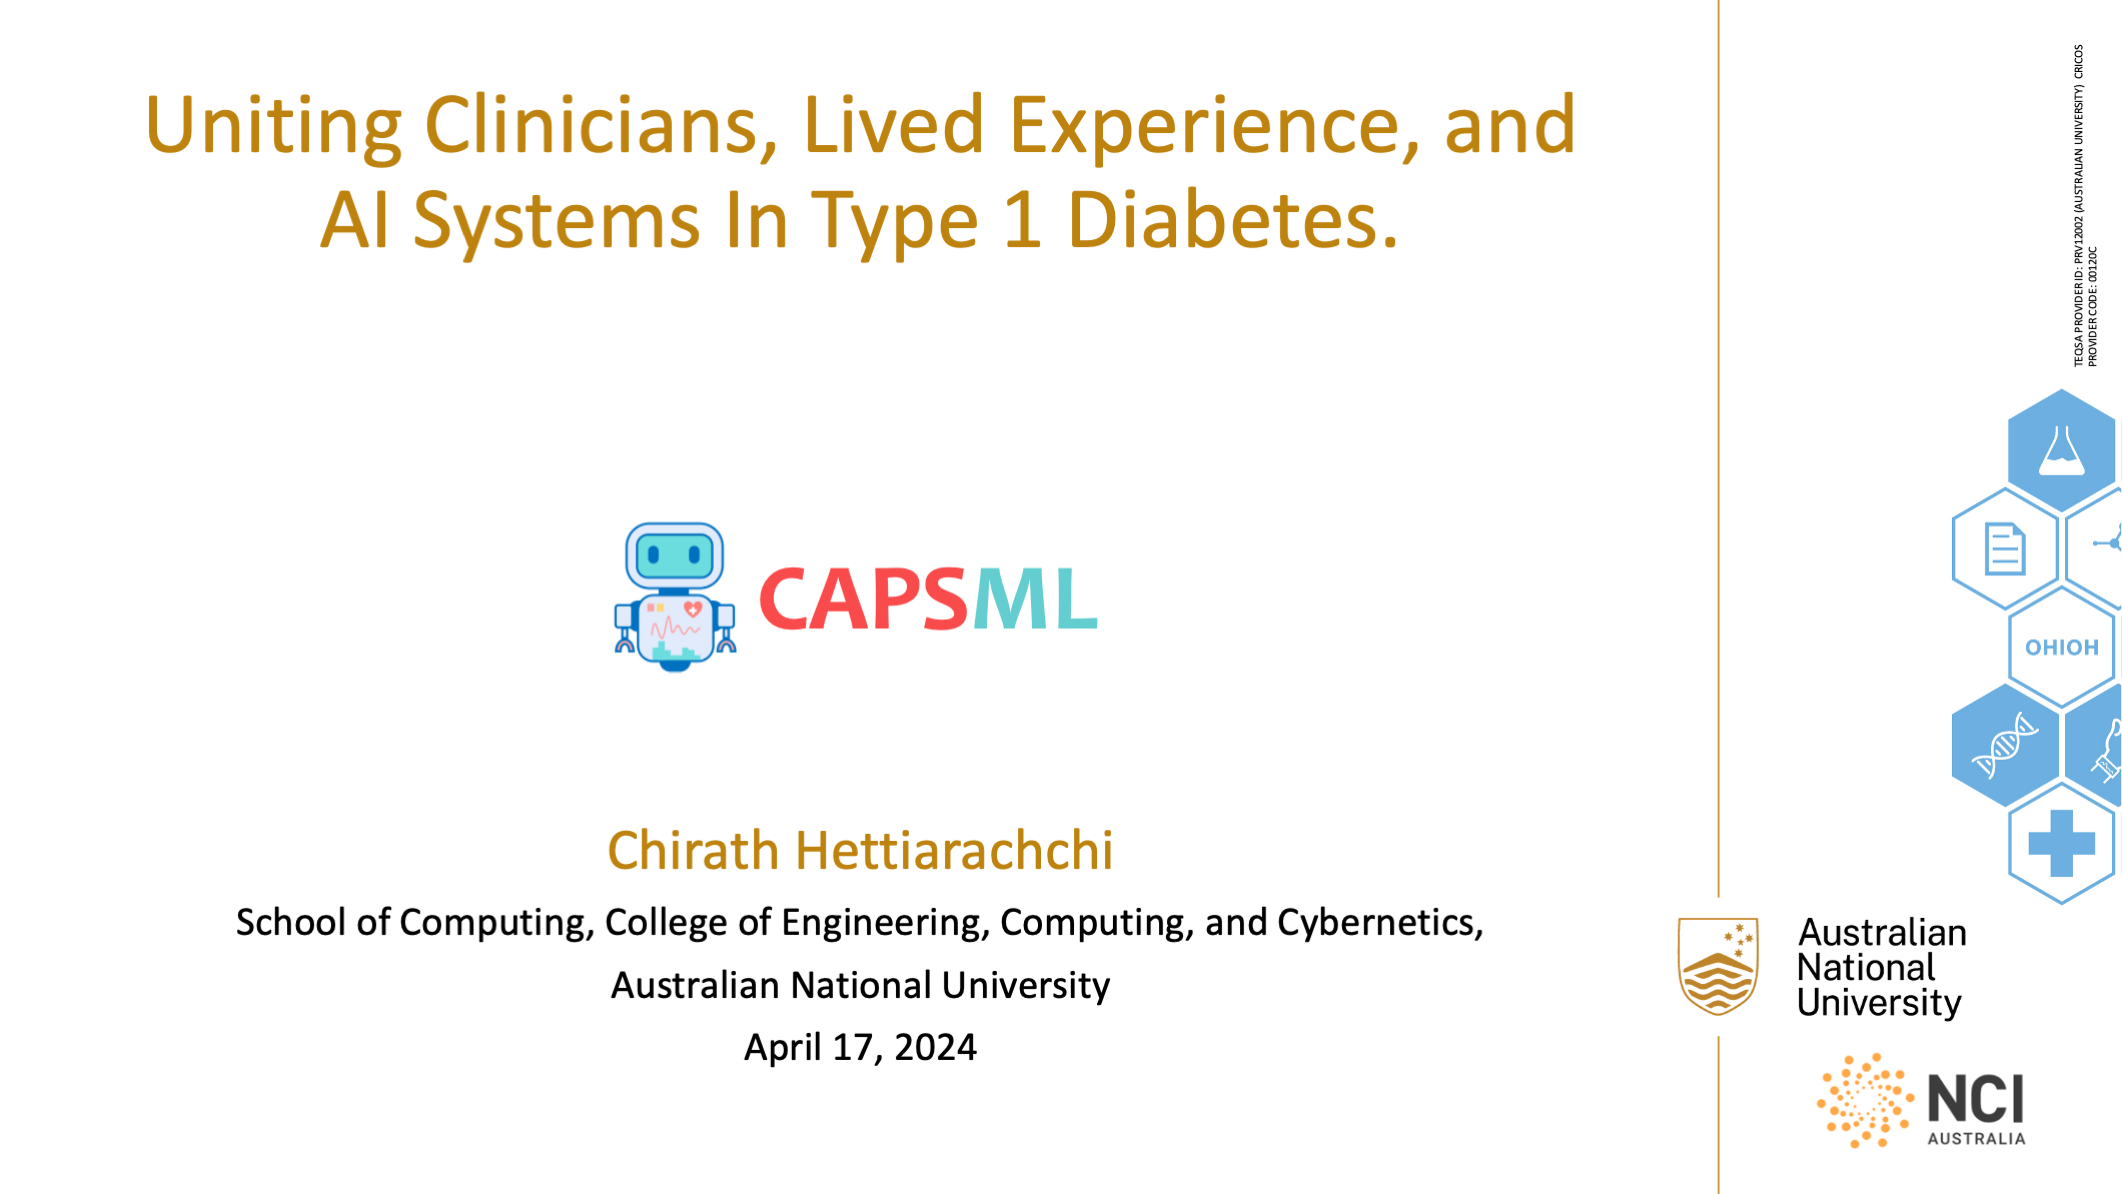 Uniting Clinicians, Lived Experience, and
AI Systems In Type 1 Diabetes.
CAPSML
Chirath Hettiarachchi
School of Computing, College of Engineering, Computing, and Cybernetics,
Australian National University
April 17, 2024
TEQSA PROVIDER ID: PRV12002 (AUSTRALIAN UNIVERSITY) CRICOS
PROVIDER CODE: 00120C
OHIOH
Australian
National
University
NCI
AUSTRALIA